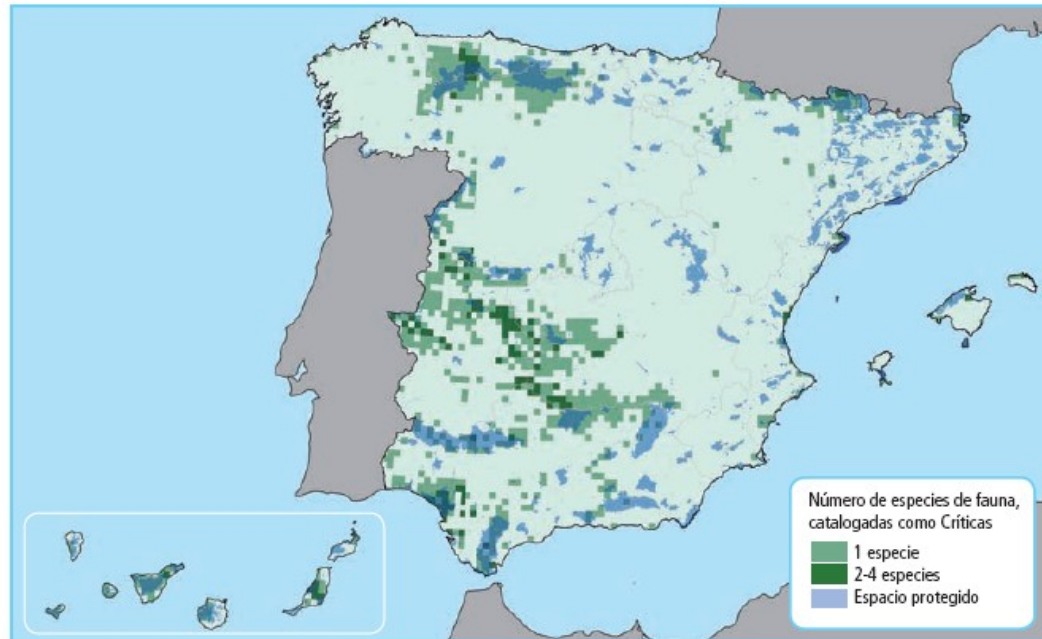 Número de especies de fauna,
catalogadas como Críticas
1 especie
2-4 especies
Espacio protegido